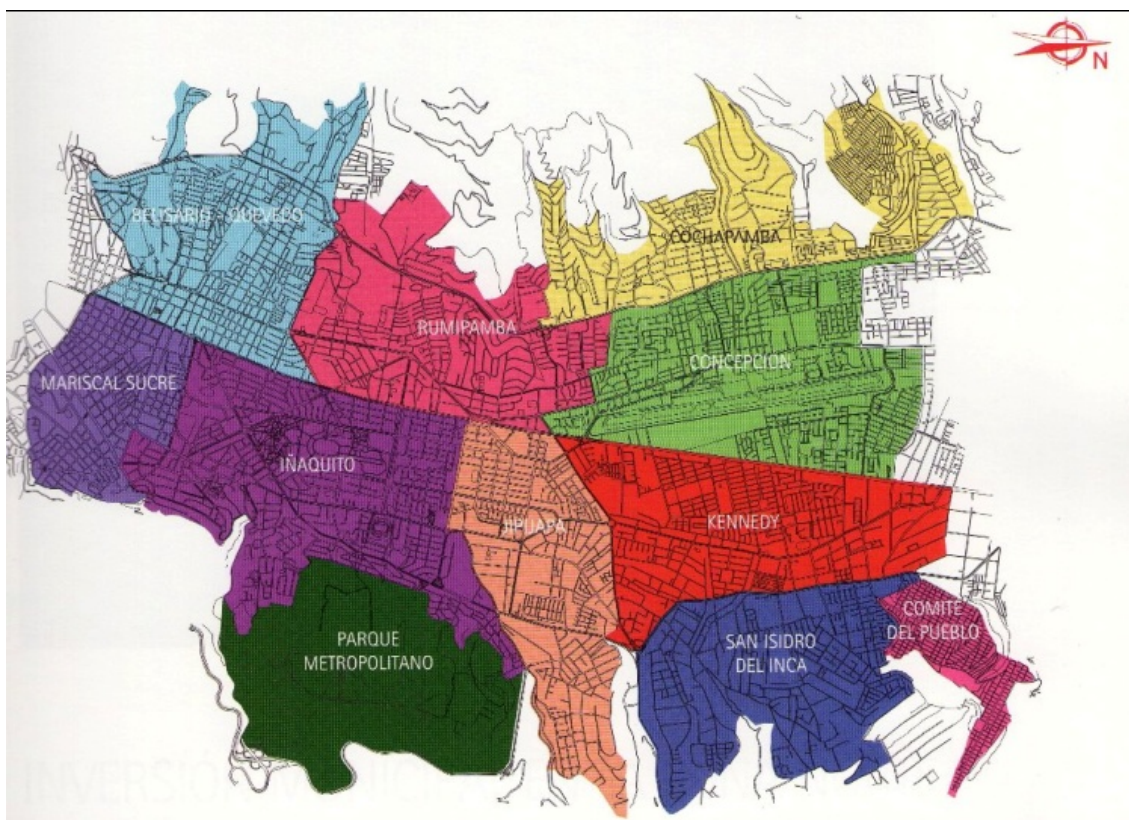 N
BELISARIO - QUEVEDO
COCHAPAMBA
RUMIPAMBA
CONCEPCION
MARISCAL SUCRE
IÑAQUITO
JIPIJAPA
KENNEDY
COMITE
DEL PUEBLO
PARQUE
METROPOLITANO
SAN ISIDRO
DEL INCA